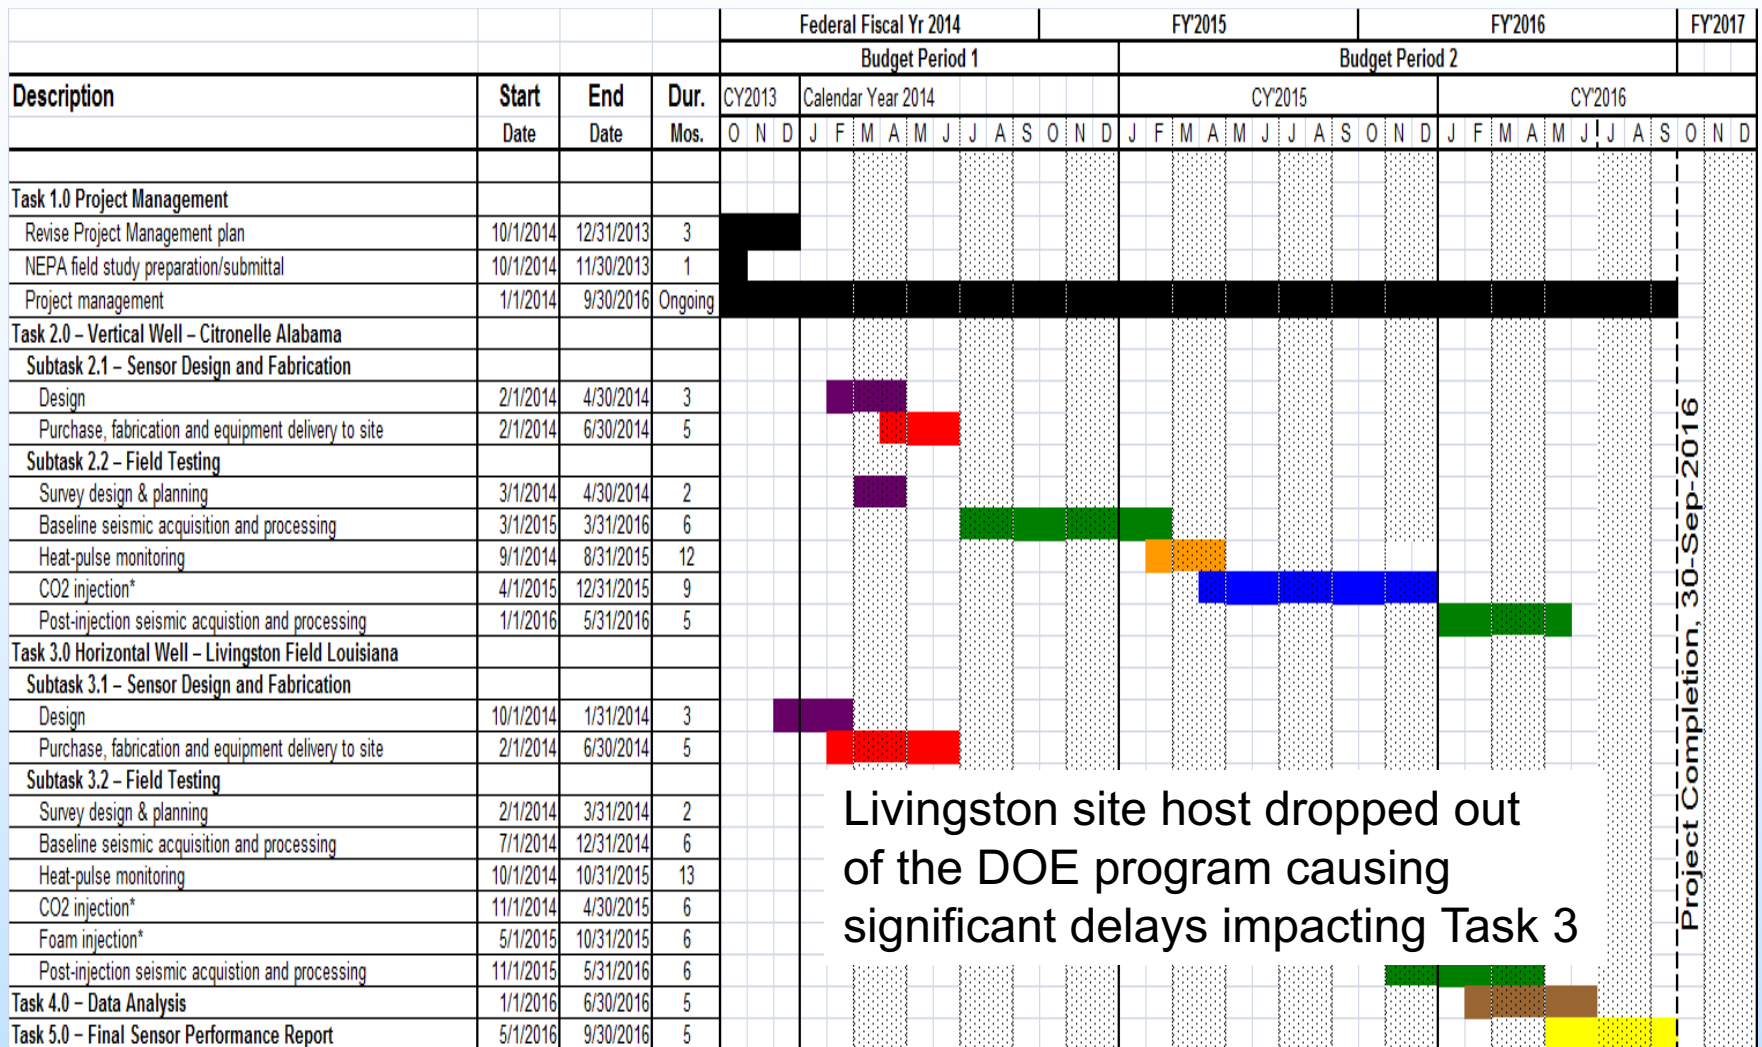 Federal Fiscal Yr 2014 FY'2015 FY'2016 FY'2017
Budget Period 1 Budget Period 2
Description Start End Dur. CY2013 Calendar Year 2014 CY'2015 CY'2016
Date Date Mos. O N D J F M A M J J A S O N D J F M A M J J A S O N D J F M A M J J A S O N D
Task 1.0 Project Management
Revise Project Management plan 10/1/2014 12/31/2013 3
NEPA field study preparation/submittal 10/1/2014 11/30/2013 1
Project management 1/1/2014 9/30/2016 Ongoing
Task 2.0 – Vertical Well – Citronelle Alabama
Subtask 2.1 – Sensor Design and Fabrication
Design 2/1/2014 4/30/2014 3
Purchase, fabrication and equipment delivery to site 2/1/2014 6/30/2014 5
Subtask 2.2 – Field Testing
Survey design & planning 3/1/2014 4/30/2014 2
Baseline seismic acquisition and processing 3/1/2015 3/31/2016 6
Heat-pulse monitoring 9/1/2014 8/31/2015 12
CO2 injection* 4/1/2015 12/31/2015 9
Post-injection seismic acquistion and processing 1/1/2016 5/31/2016 5
Task 3.0 Horizontal Well – Livingston Field Louisiana
Subtask 3.1 – Sensor Design and Fabrication
Design 10/1/2014 1/31/2014 3
Purchase, fabrication and equipment delivery to site 2/1/2014 6/30/2014 5
Subtask 3.2 – Field Testing
Survey design & planning 2/1/2014 3/31/2014 2
Baseline seismic acquisition and processing 7/1/2014 12/31/2014 6
Heat-pulse monitoring 10/1/2014 10/31/2015 13
CO2 injection* 11/1/2014 4/30/2015 6
Foam injection* 5/1/2015 10/31/2015 6
Post-injection seismic acquistion and processing 11/1/2015 5/31/2016 6
Task 4.0 – Data Analysis 1/1/2016 6/30/2016 5
Task 5.0 – Final Sensor Performance Report 5/1/2016 9/30/2016 5
Livingston site host dropped out
of the DOE program causing
significant delays impacting Task 3
Project Completion, 30-Sep-2016